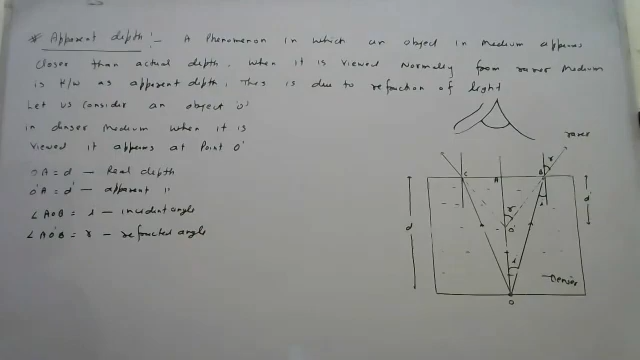 * Apparent depth :- A Phenomenon in which an object in medium appears
closer than actual depth. when it is viewed Normally from rarer medium
is K/w as apparent depth. This is due to refraction of light
Let us consider an object 'O'
in denser medium when it is
viewed it appears at Point O'
OA = d — Real depth
O'A = d' — apparent "
∠AOB = i — incident angle
∠AO'B = r — refracted angle
rarer
r
C A B
i
r
d'
O'
d
i
Denser
O